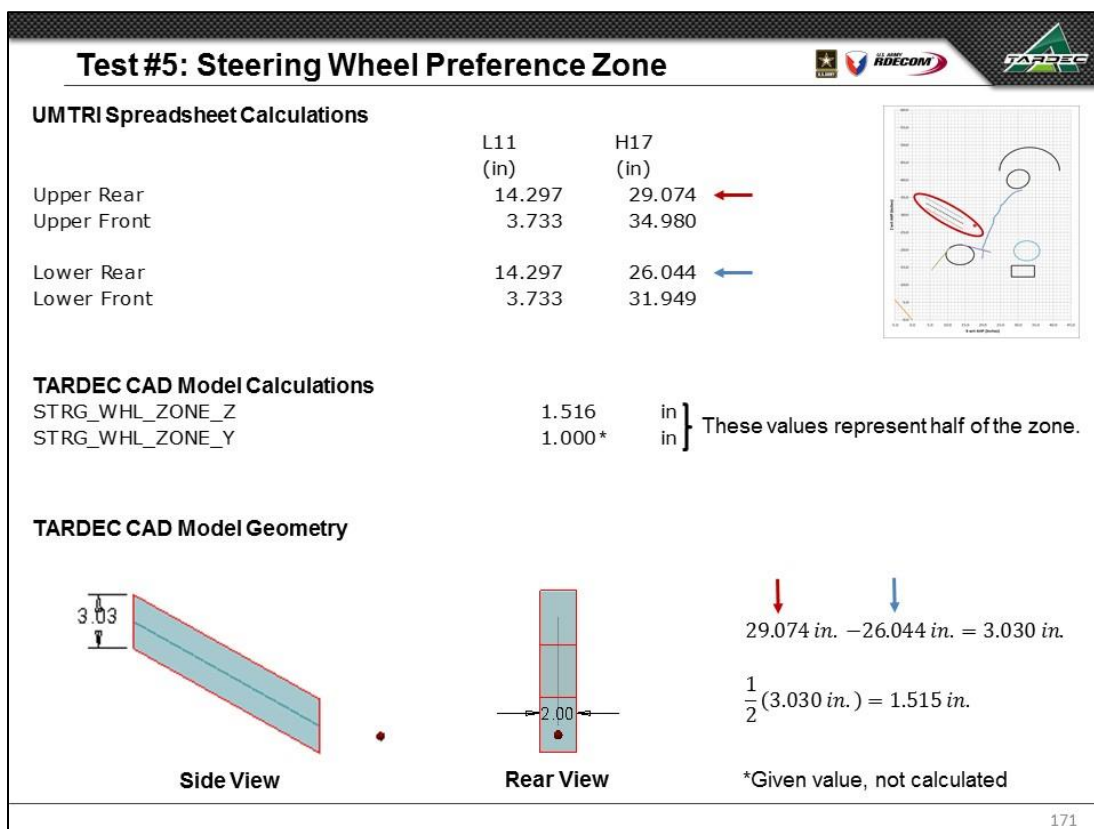 Test #5: Steering Wheel Preference Zone
U.S. ARMY
RDECOM
TARDEC
UMTRI Spreadsheet Calculations
L11 H17
(in) (in)
Upper Rear 14.297 29.074
Upper Front 3.733 34.980
Lower Rear 14.297 26.044
Lower Front 3.733 31.949
TARDEC CAD Model Calculations
STRG_WHL_ZONE_Z 1.516 in
STRG_WHL_ZONE_Y 1.000* in
These values represent half of the zone.
TARDEC CAD Model Geometry
3.03
2.00
29.074 in. −26.044 in. = 3.030 in.
1/2 (3.030 in.) = 1.515 in.
Side View
Rear View
*Given value, not calculated
171